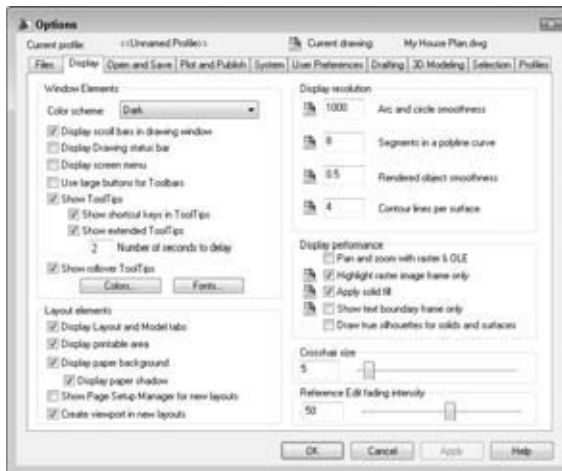 Options
Current profile: <<Unnamed Profile>> Current drawing: My House Plan.dwg
Files Display Open and Save Plot and Publish System User Preferences Drafting 3D Modeling Selection Profiles
Window Elements
Color scheme: Dark
Display scroll bars in drawing window
Display Drawing status bar
Display screen menu
Use large buttons for Toolbars
Show ToolTips
Show shortcut keys in ToolTips
Show extended ToolTips
2 Number of seconds to delay
Show rollover ToolTips
Colors... Fonts...
Layout elements
Display Layout and Model tabs
Display printable area
Display paper background
Display paper shadow
Show Page Setup Manager for new layouts
Create viewport in new layouts
Display resolution
1000 Arc and circle smoothness
8 Segments in a polyline curve
0.5 Rendered object smoothness
4 Contour lines per surface
Display performance
Pan and zoom with raster & OLE
Highlight raster image frame only
Apply solid fill
Show text boundary frame only
Draw true silhouettes for solids and surfaces
Crosshair size
5
Reference Edit fading intensity
50
OK Cancel Apply Help